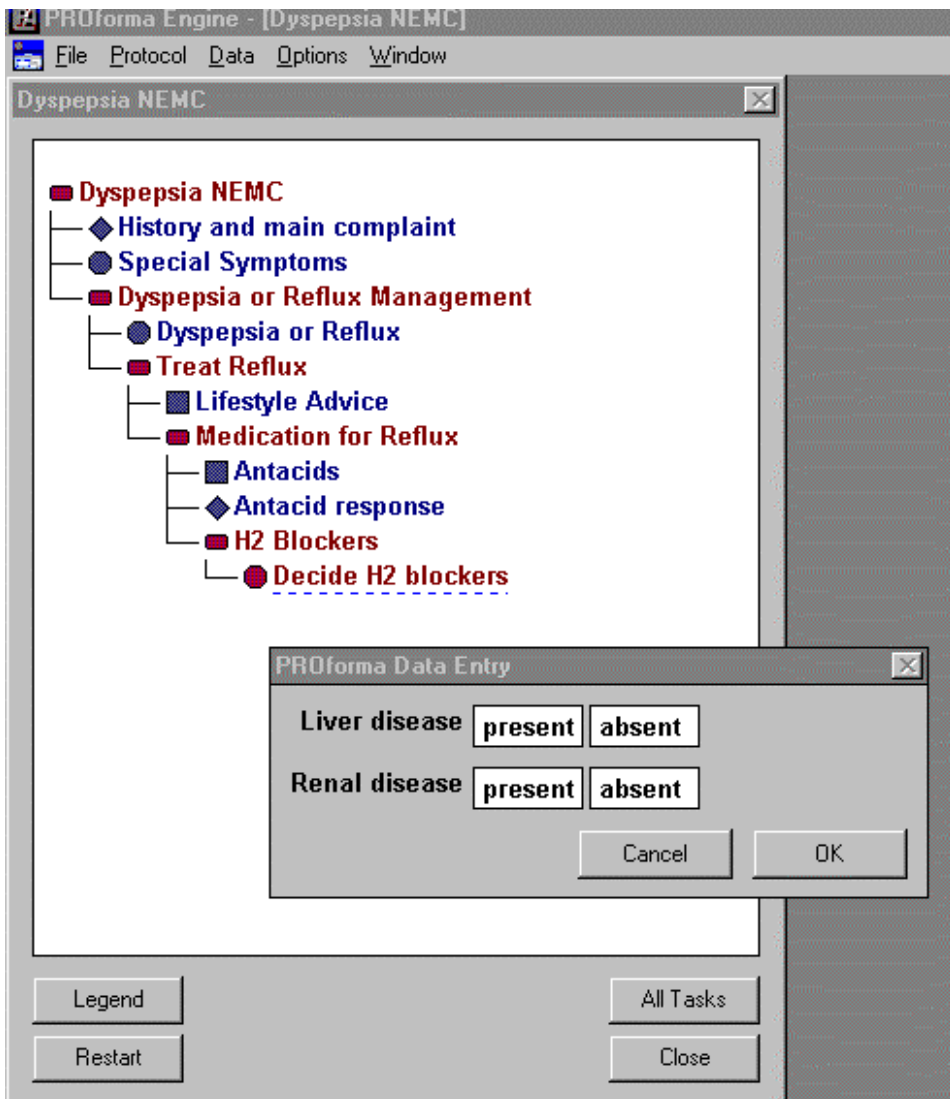 PROforma Engine - [Dyspepsia NEMC]
File Protocol Data Options Window
Dyspepsia NEMC
Dyspepsia NEMC
History and main complaint
Special Symptoms
Dyspepsia or Reflux Management
Dyspepsia or Reflux
Treat Reflux
Lifestyle Advice
Medication for Reflux
Antacids
Antacid response
H2 Blockers
Decide H2 blockers
PROforma Data Entry
Liver disease present absent
Renal disease present absent
Cancel OK
Legend All Tasks
Restart Close